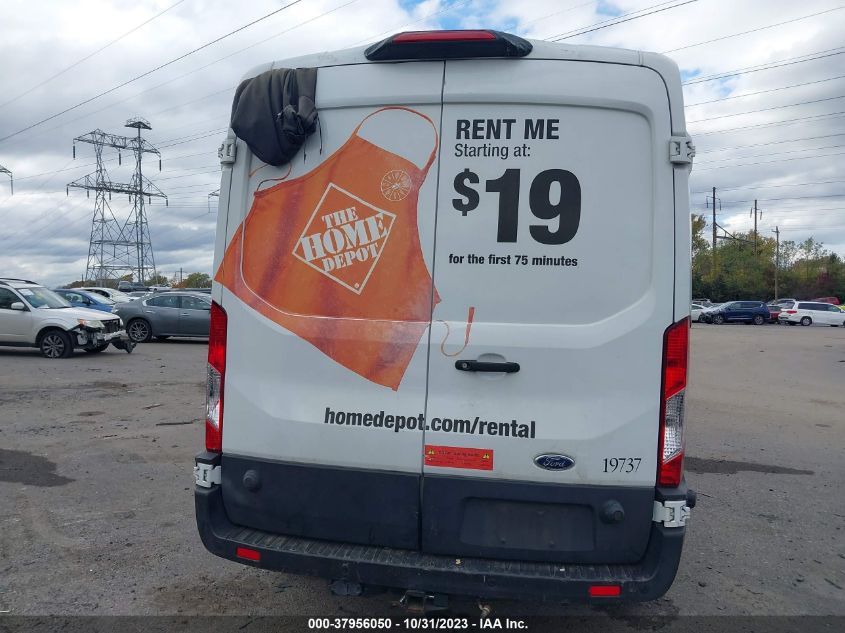 RENT ME
Starting at:
$19
for the first 75 minutes
THE
HOME
DEPOT
homedepot.com/rental
Ford
19737
000-37956050 - 10/31/2023 - IAA Inc.